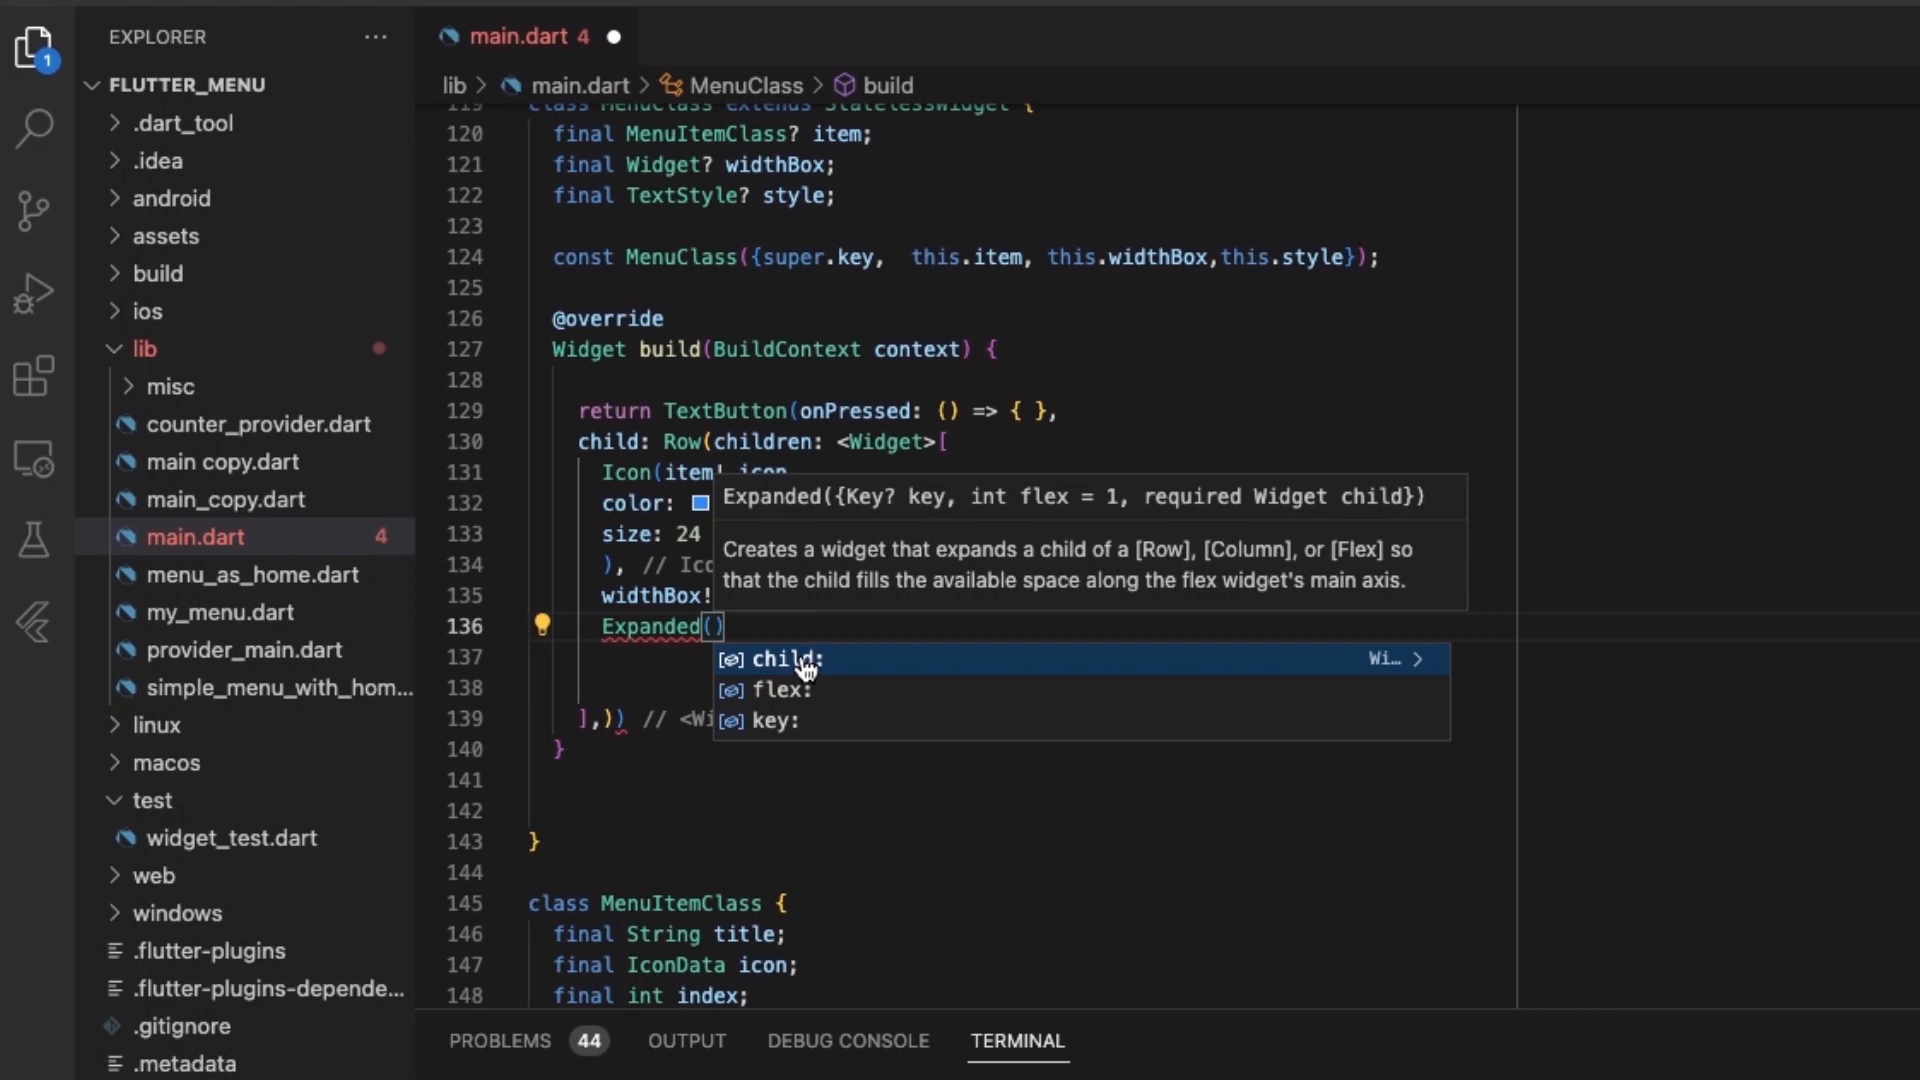 1
EXPLORER
FLUTTER_MENU
.dart_tool
.idea
android
assets
build
ios
lib
misc
counter_provider.dart
main copy.dart
main_copy.dart
main.dart 4
menu_as_home.dart
my_menu.dart
provider_main.dart
simple_menu_with_hom...
linux
macos
test
widget_test.dart
web
windows
.flutter-plugins
.flutter-plugins-depende...
.gitignore
.metadata
main.dart 4
lib > main.dart > MenuClass > build
119 class MenuClass extends StatelessWidget {
120 final MenuItemClass? item;
121 final Widget? widthBox;
122 final TextStyle? style;
123
124 const MenuClass({super.key,  this.item, this.widthBox,this.style});
125
126 @override
127 Widget build(BuildContext context) {
128
129 return TextButton(onPressed: () => { },
130 child: Row(children: <Widget>[
131 Icon(item!.icon,
132 color:
133 size: 24
134 ), // Ico
135 widthBox!
136 Expanded()
137
138
139 ],)) // <Wi
140 }
141
142
143 }
144
145 class MenuItemClass {
146 final String title;
147 final IconData icon;
148 final int index;
Expanded({Key? key, int flex = 1, required Widget child})
Creates a widget that expands a child of a [Row], [Column], or [Flex] so
that the child fills the available space along the flex widget's main axis.
child: Wi... >
flex:
key:
PROBLEMS 44 OUTPUT DEBUG CONSOLE TERMINAL